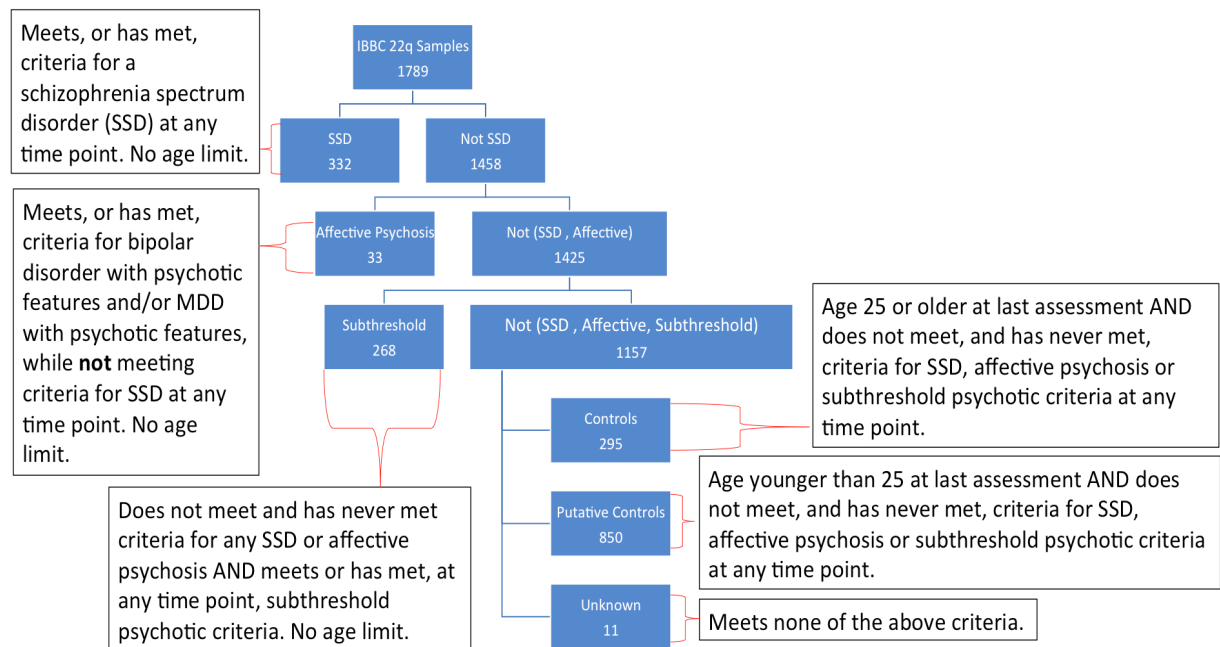 Meets, or has met,
criteria for a
schizophrenia spectrum
disorder (SSD) at any
time point. No age limit.
IBBC 22q Samples
1789
SSD
332
Not SSD
1458
Meets, or has met,
criteria for bipolar
disorder with psychotic
features and/or MDD
with psychotic features,
while not meeting
criteria for SSD at any
time point. No age
limit.
Affective Psychosis
33
Not (SSD , Affective)
1425
Subthreshold
268
Not (SSD , Affective, Subthreshold)
1157
Age 25 or older at last assessment AND
does not meet, and has never met,
criteria for SSD, affective psychosis or
subthreshold psychotic criteria at any
time point.
Controls
295
Does not meet and has never met
criteria for any SSD or affective
psychosis AND meets or has met, at
any time point, subthreshold
psychotic criteria. No age limit.
Putative Controls
850
Age younger than 25 at last assessment AND does
not meet, and has never met, criteria for SSD,
affective psychosis or subthreshold psychotic criteria
at any time point.
Unknown
11
Meets none of the above criteria.